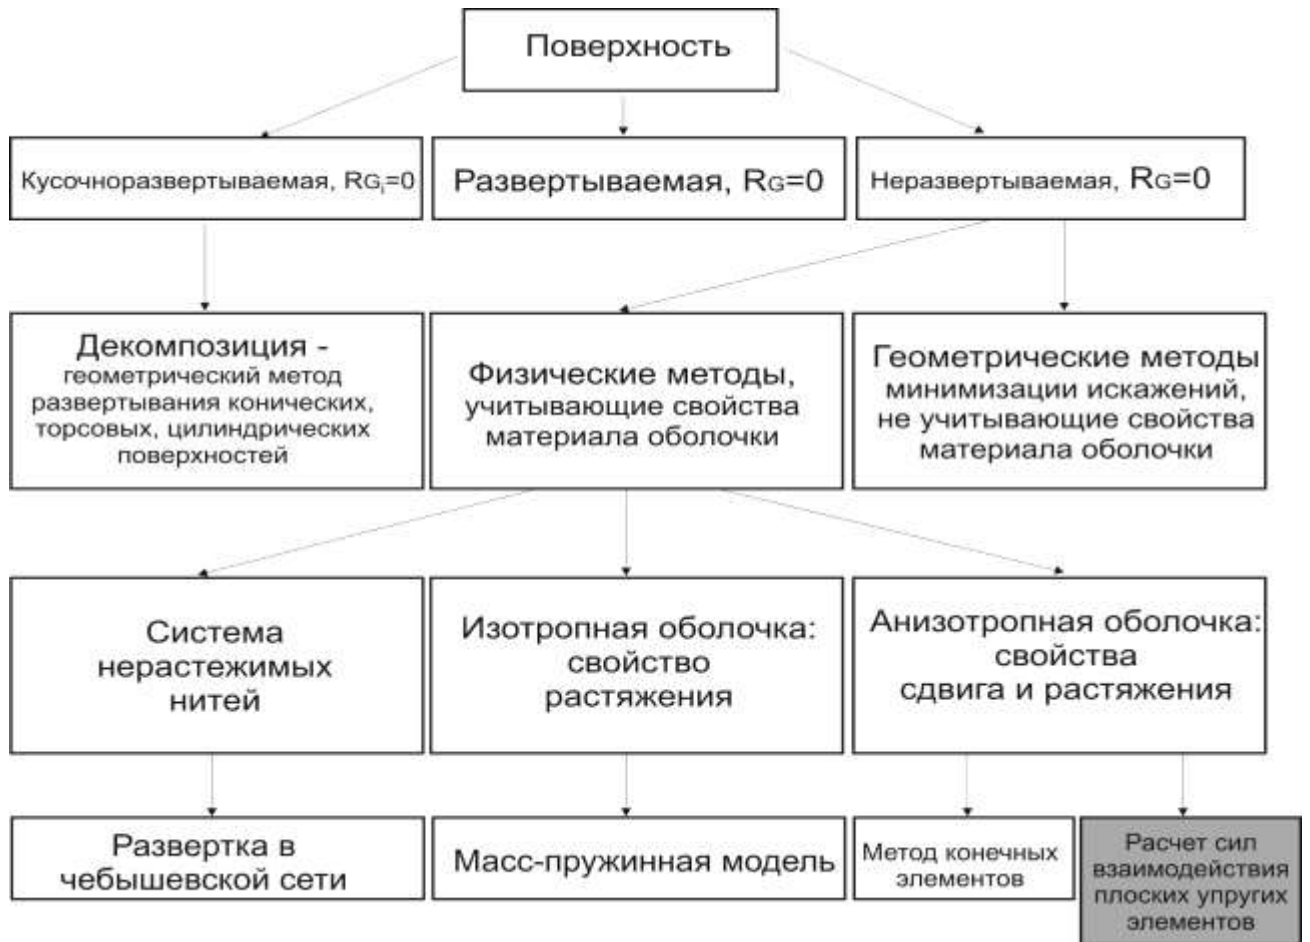 Поверхность
Кусочноразвертываемая, RGi=0
Развертываемая, RG=0
Неразвертываемая, RG=0
Декомпозиция -
геометрический метод
развертывания конических,
торсовых, цилиндрических
поверхностей
Физические методы,
учитывающие свойства
материала оболочки
Геометрические методы
минимизации искажений,
не учитывающие свойства
материала оболочки
Система
нерастежимых
нитей
Изотропная оболочка:
свойство
растяжения
Анизотропная оболочка:
свойства
сдвига и растяжения
Развертка в
чебышевской сети
Масс-пружинная модель
Метод конечных
элементов
Расчет сил
взаимодействия
плоских упругих
элементов